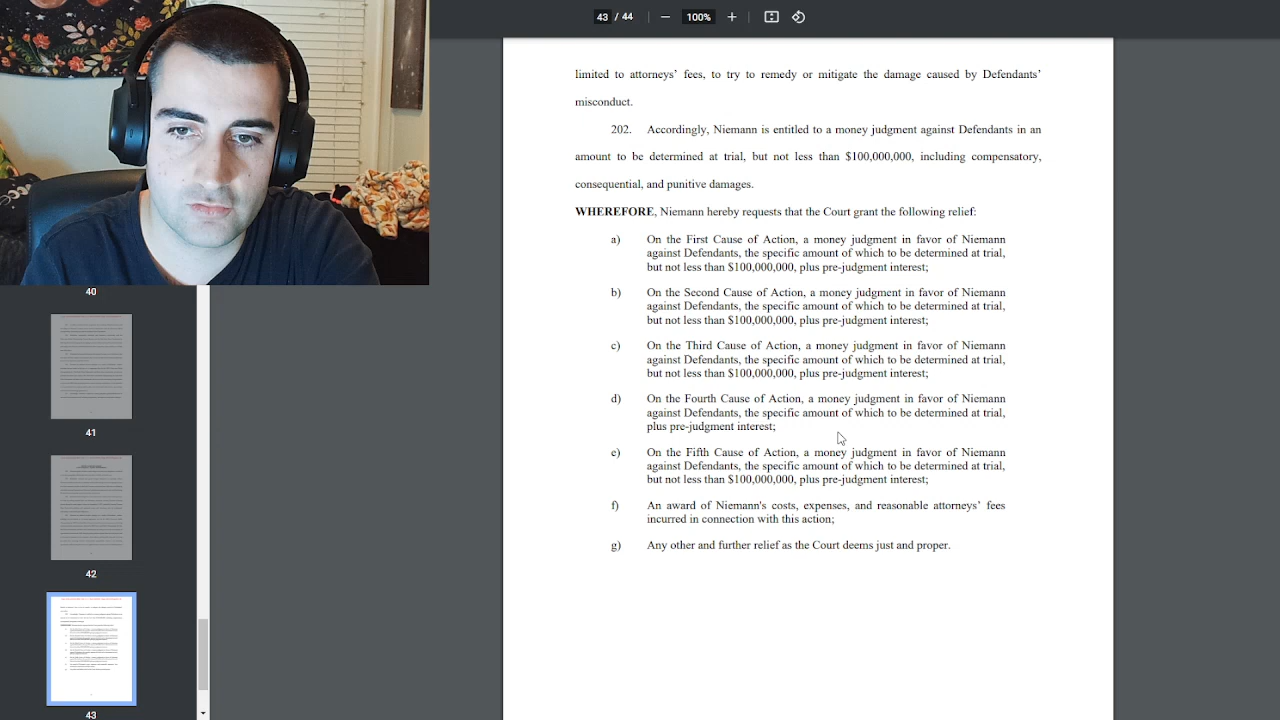 43 / 44
100%
limited to attorneys’ fees, to try to remedy or mitigate the damage caused by Defendants’
misconduct.
202. Accordingly, Niemann is entitled to a money judgment against Defendants in an
amount to be determined at trial, but not less than $100,000,000, including compensatory,
consequential, and punitive damages.
WHEREFORE, Niemann hereby requests that the Court grant the following relief:
a) On the First Cause of Action, a money judgment in favor of Niemann
against Defendants, the specific amount of which to be determined at trial,
but not less than $100,000,000, plus pre-judgment interest;
b) On the Second Cause of Action, a money judgment in favor of Niemann
against Defendants, the specific amount of which to be determined at trial,
but not less than $100,000,000, plus pre-judgment interest;
c) On the Third Cause of Action, a money judgment in favor of Niemann
against Defendants, the specific amount of which to be determined at trial,
but not less than $100,000,000, plus pre-judgment interest;
d) On the Fourth Cause of Action, a money judgment in favor of Niemann
against Defendants, the specific amount of which to be determined at trial,
plus pre-judgment interest;
e) On the Fifth Cause of Action, a money judgment in favor of Niemann
against Defendants, the specific amount of which to be determined at trial,
but not less than $100,000,000, plus pre-judgment interest;
f) An award of Niemann's costs, expenses, and reasonable attorneys’ fees
incurred in connection with this action;
g) Any other and further relief as the Court deems just and proper.
40
41
42
43